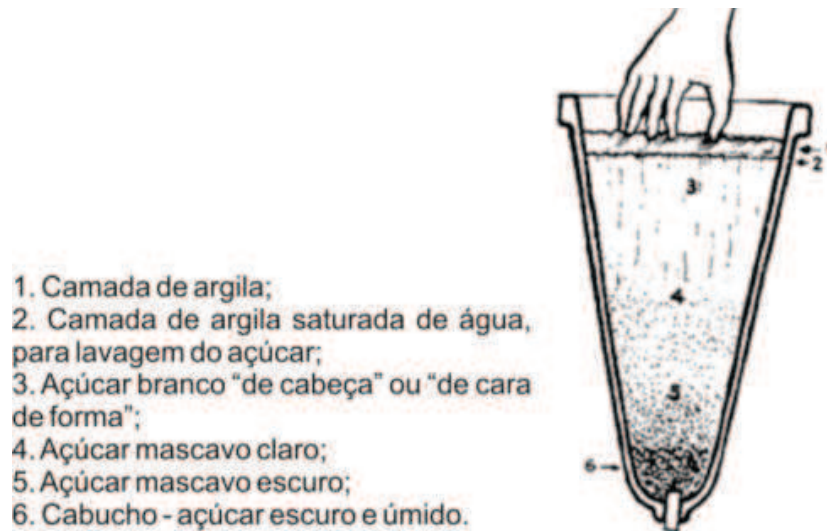 1. Camada de argila;
2. Camada de argila saturada de água,
para lavagem do açúcar;
3. Açúcar branco “de cabeça” ou “de cara
de forma”;
4. Açúcar mascavo claro;
5. Açúcar mascavo escuro;
6. Cabucho - açúcar escuro e úmido.
2
3
4
5
6